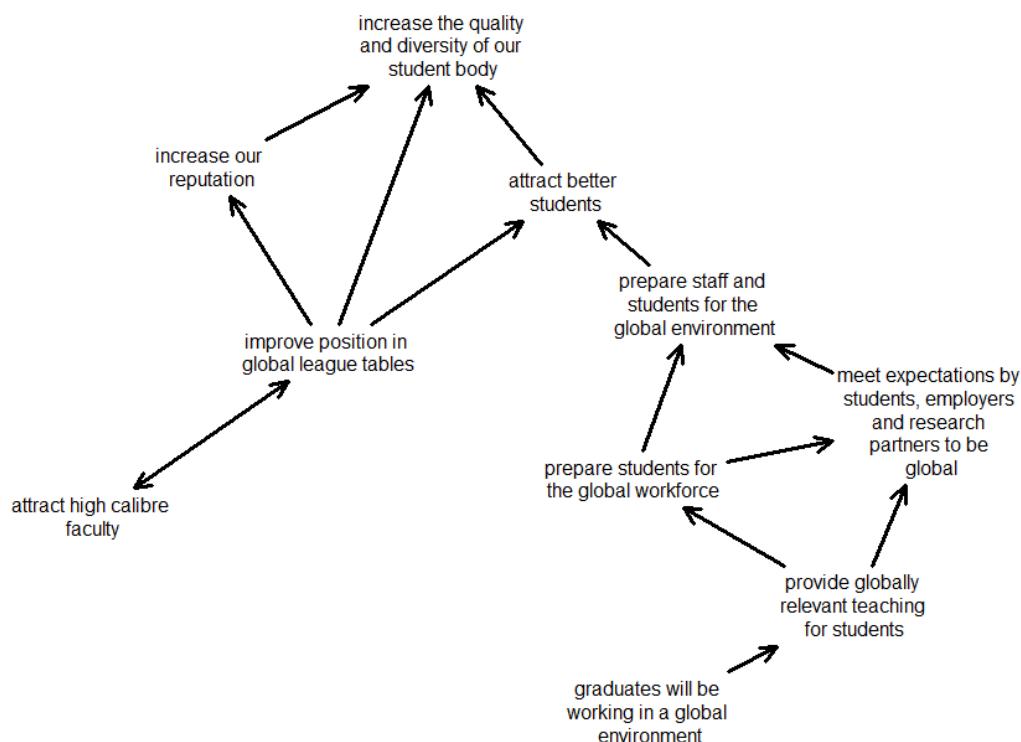 increase the quality
and diversity of our
student body
increase our
reputation
attract better
students
prepare staff and
students for the
global environment
improve position in
global league tables
meet expectations by
students, employers
and research
partners to be
global
prepare students for
the global workforce
attract high calibre
faculty
provide globally
relevant teaching
for students
graduates will be
working in a global
environment